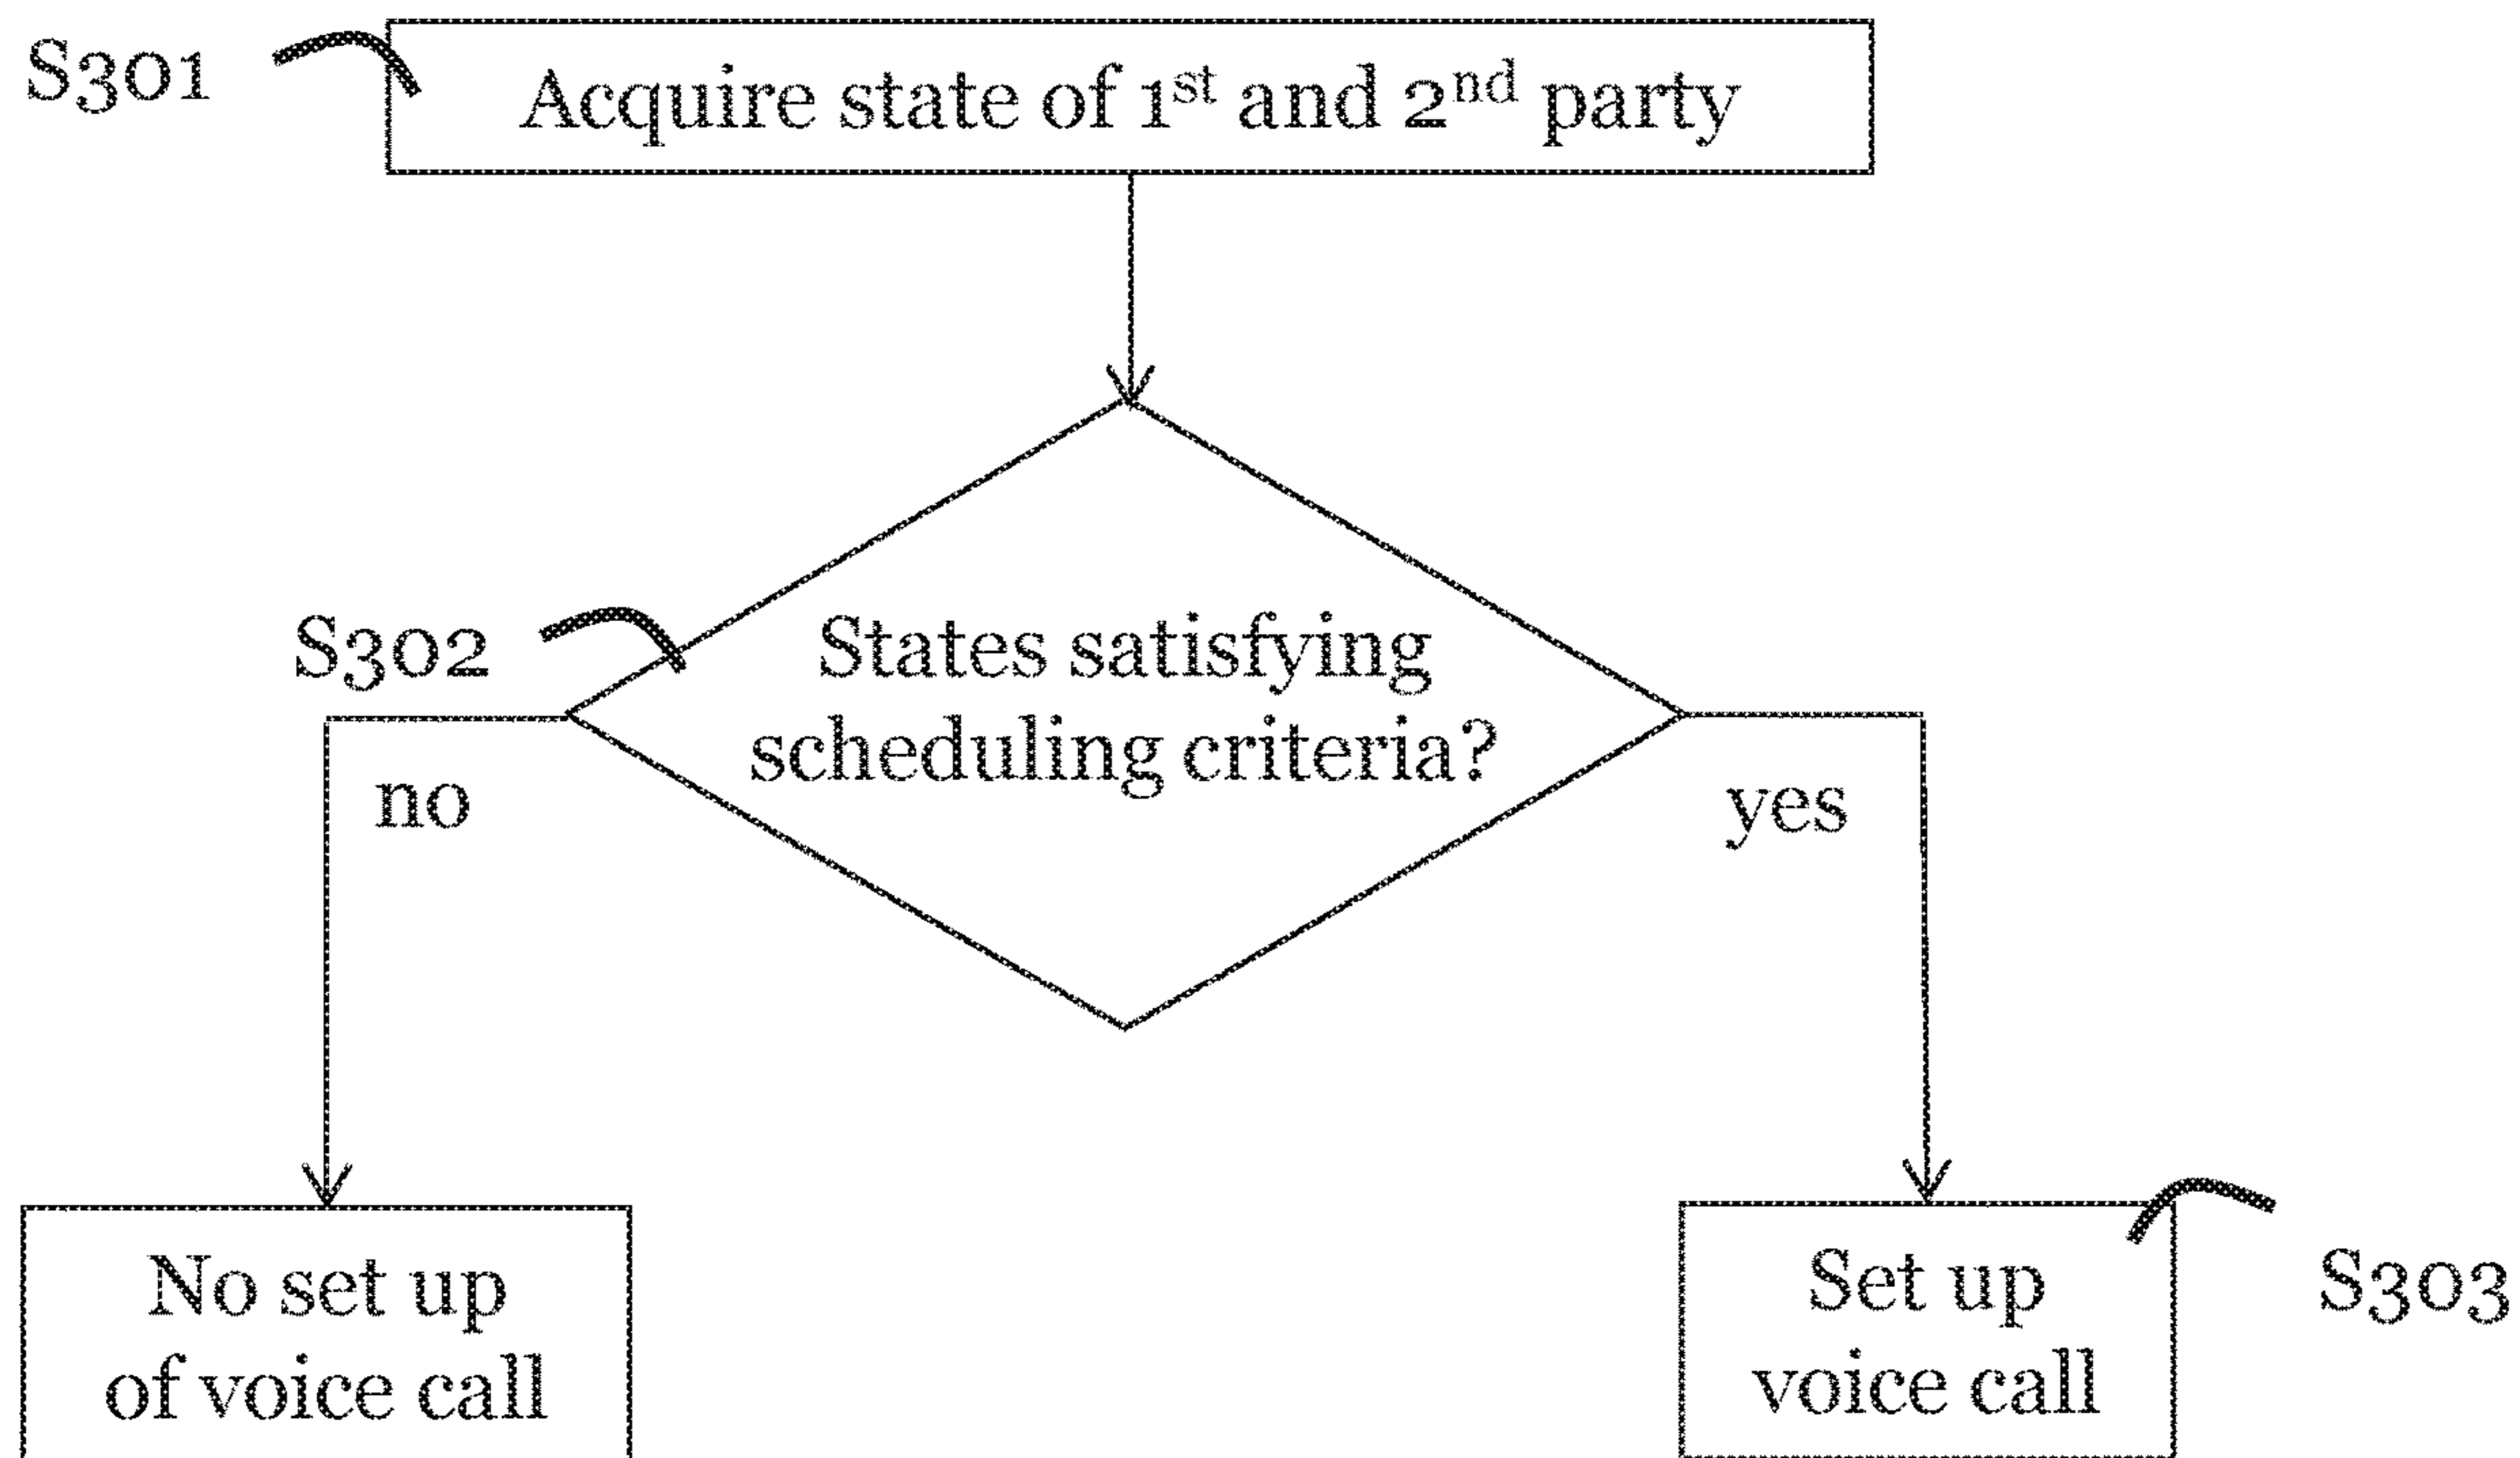 S301
Acquire state of 1st and 2nd party
S302
States satisfying
scheduling criteria?
no
yes
No set up
of voice call
Set up
voice call
S303